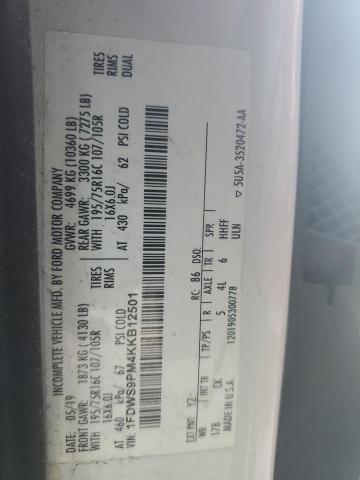 INCOMPLETE VEHICLE MFD. BY FORD MOTOR COMPANY
DATE: 05/19 GVWR: 4699 KG (10360 LB)
FRONT GAWR: 1873 KG (4130 LB) REAR GAWR: 3300 KG (7275 LB)
WITH 195/75R16C 107/105R TIRES WITH 195/75R16C 107/105R TIRES
16X6.0J RIMS 16X6.0J RIMS
AT 460 kPa/ 67 PSI COLD AT 430 kPa/ 62 PSI COLD DUAL
VIN: 1FDWS9PM4KKB12501
EXT PNT: YZ RC: 86 DSO:
WB INT TR TP/PS R AXLE TR SPR
178 CK 5 4L 6 HHFF
MADE IN U.S.A. ULN
1201905300778
▽ 5U5A-3520472-AA